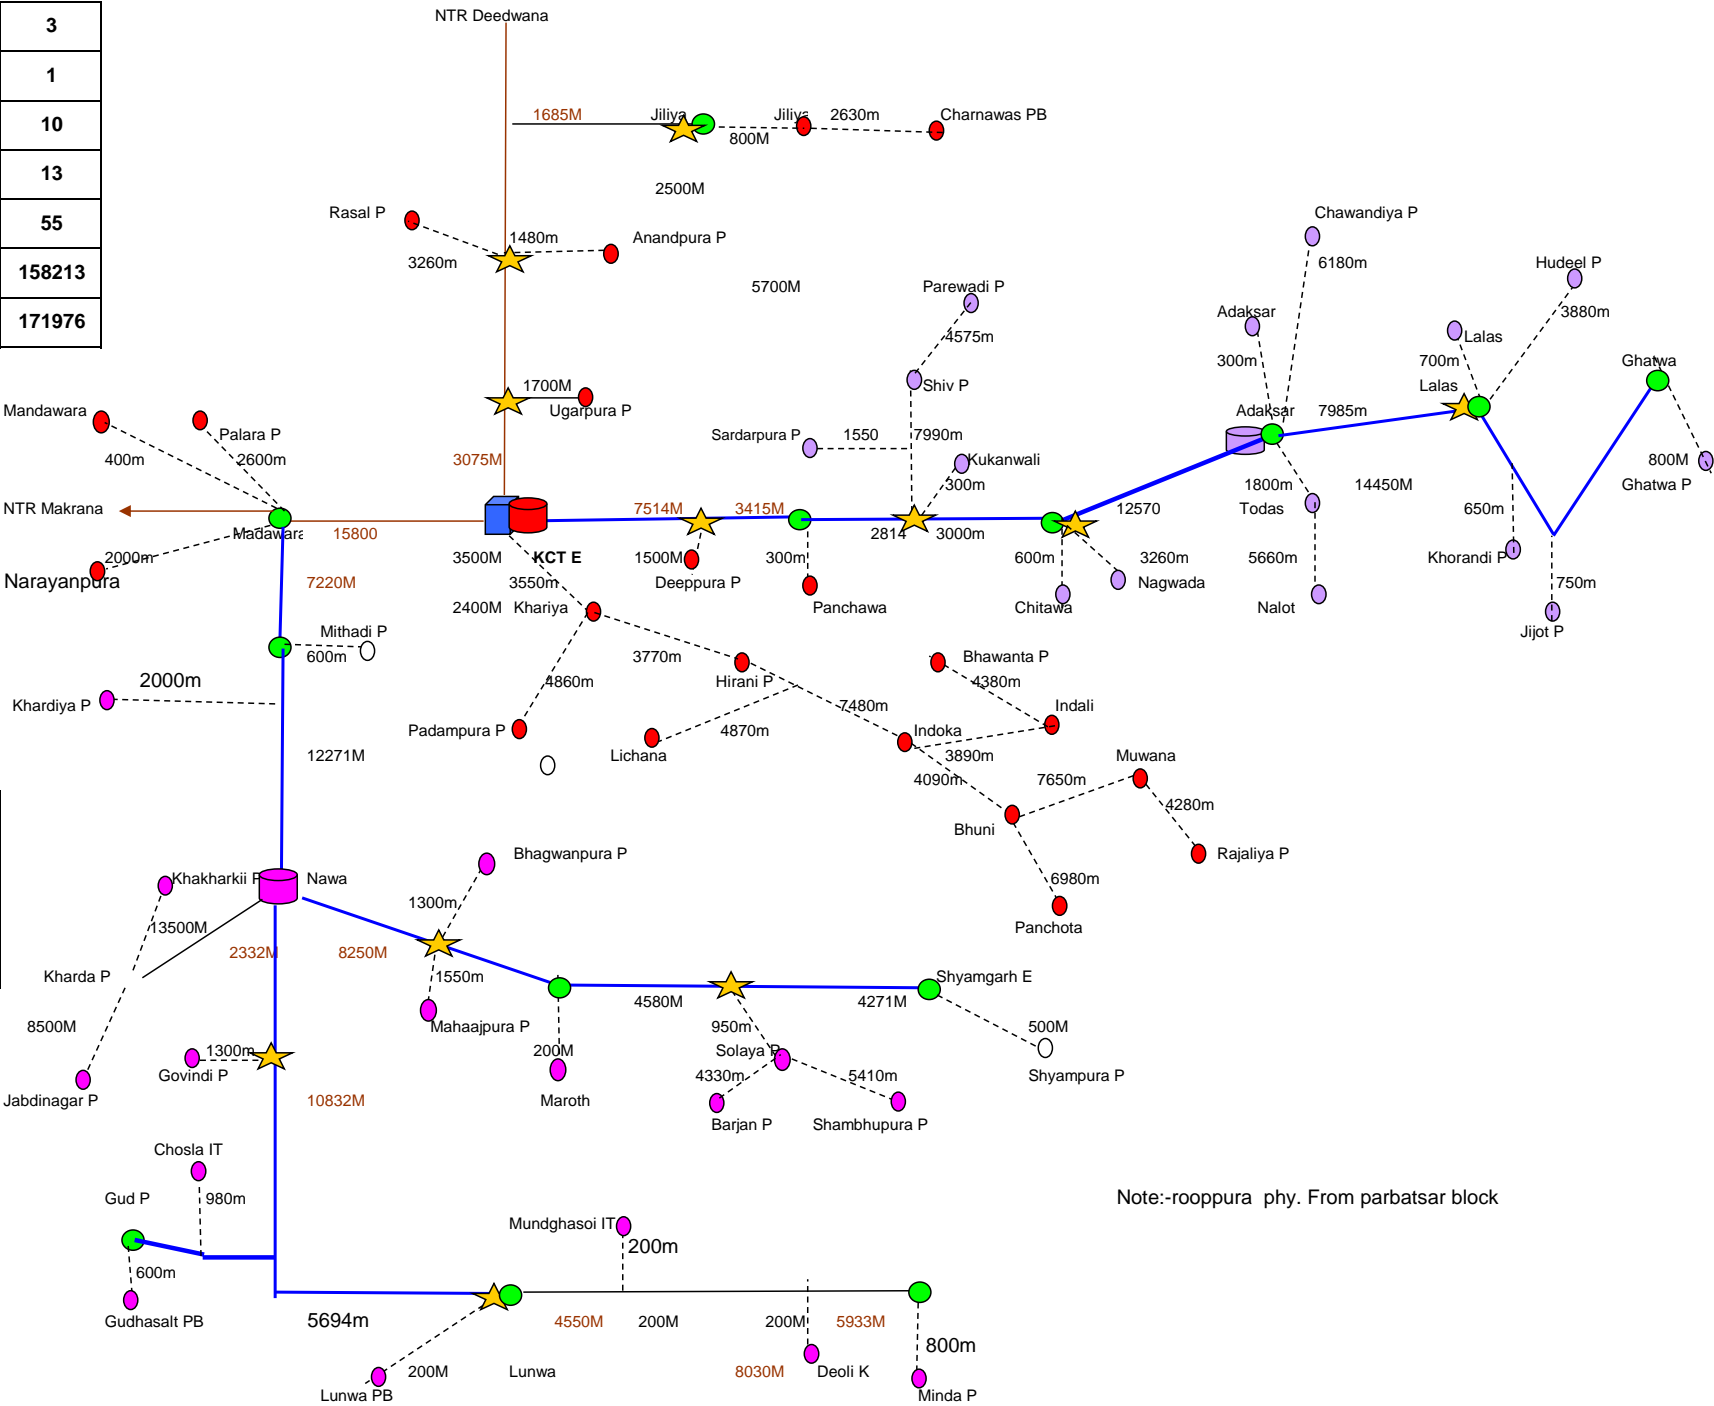 3
1
10
13
55
158213
171976
NTR Deedwana
1685M
Jiliya
Jiliya
2630m
Charnawas PB
800M
2500M
Rasal P
1480m
Anandpura P
3260m
5700M
Chawandiya P
6180m
Hudeel P
3880m
Parewadi P
4575m
Adaksar
300m
Lalas
700m
Lalas
Ghatwa
1700M
Ugarpura P
Shiv P
Mandawara
Palara P
400m
2600m
3075M
Sardarpura P
1550
7990m
Kukanwali
300m
Adaksar
7985m
800M
Ghatwa P
NTR Makrana
Madawara
15800
7514M
3415M
2814
3000m
12570
1800m
Todas
14450M
650m
2000m
Narayanpura
3500M
KCT E
3550m
1500M
Deeppura P
300m
Panchawa
600m
Chitawa
3260m
Nagwada
5660m
Nalot
Khorandi P
750m
Jijot P
7220M
2400M
Khariya
Mithadi P
600m
3770m
Hirani P
Bhawanta P
4380m
2000m
Khardiya P
4860m
Padampura P
4870m
Lichana
7480m
Indoka
Indali
3890m
4090m
Muwana
7650m
4280m
12271M
Bhuni
Rajaliya P
Bhagwanpura P
6980m
Panchota
Khakharkii P
Nawa
1300m
13500M
2332M
8250M
Kharda P
1550m
Shyamgarh E
4580M
4271M
8500M
Mahaajpura P
950m
500M
1300m
Govindi P
200M
Solaya P
4330m
5410m
Shyampura P
Jabdinagar P
10832M
Maroth
Barjan P
Shambhupura P
Chosla IT
Gud P
980m
Note:-rooppura phy. From parbatsar block
Mundghasoi IT
200m
600m
Gudhasalt PB
5694m
4550M
200M
200M
5933M
800m
200M
Lunwa
8030M
Deoli K
Lunwa PB
Minda P